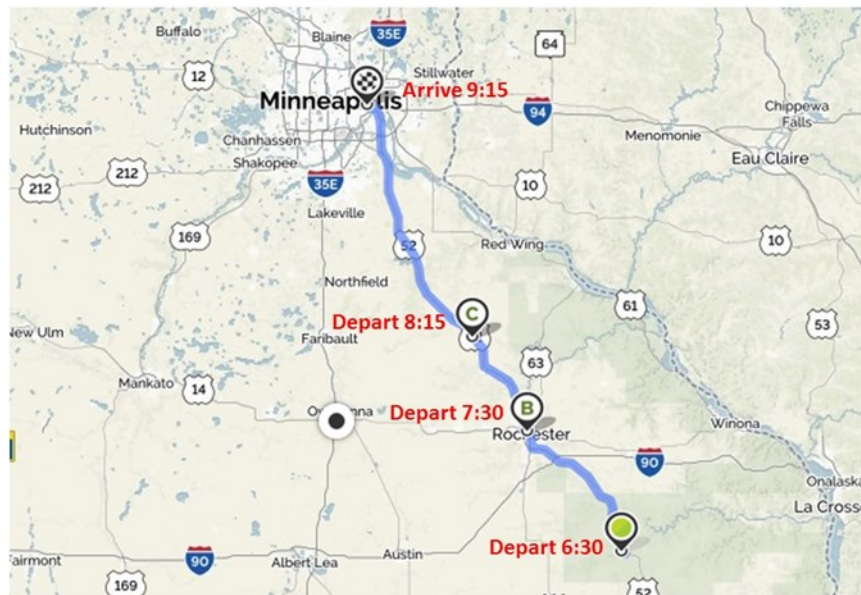 Buffalo
Blaine
35E
64
12
Stillwater
Arrive 9:15
Minneapolis
94
Hutchinson
Chippewa
Falls
Menomonie
Chanhassen
Shakopee
Eau Claire
212
212
35E
10
Lakeville
169
Red Wing
10
52
Northfield
61
C
Depart 8:15
53
New Ulm
Faribault
63
Mankato
14
B
Depart 7:30
Winona
Rochester
90
Onalaska
La Crosse
Depart 6:30
Fairmont
90
Albert Lea
Austin
169
52